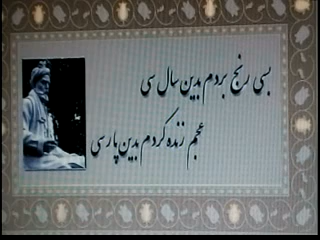 بسی رنج بردم بدین سال سی
عجم زنده کردم بدین پارسی